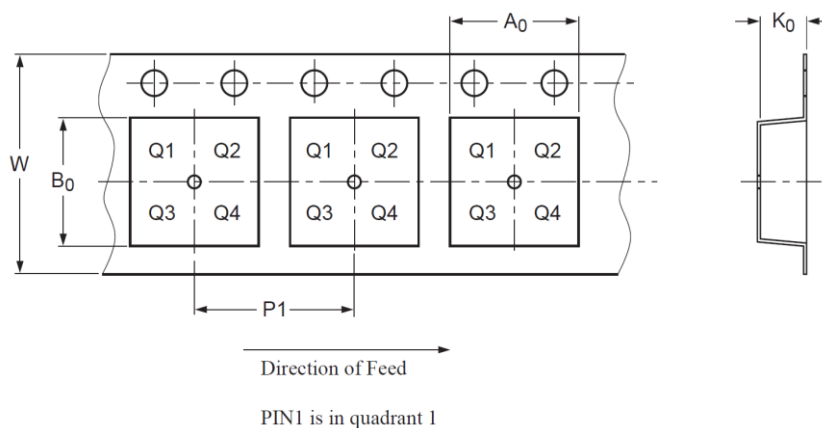 A0
K0
W
B0
Q1 Q2 Q1 Q2 Q1 Q2
Q3 Q4 Q3 Q4 Q3 Q4
P1
Direction of Feed
PIN1 is in quadrant 1